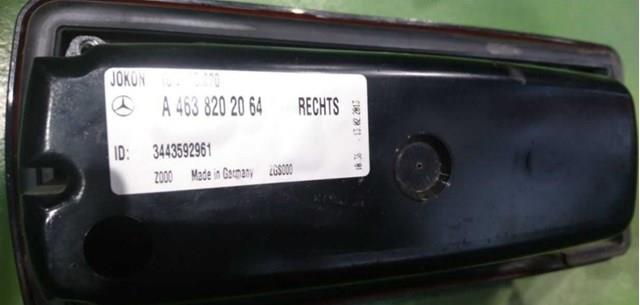 JOKON
A 463 820 20 64 RECHTS
ID: 3443592961
Z000 Made in Germany ZGS000